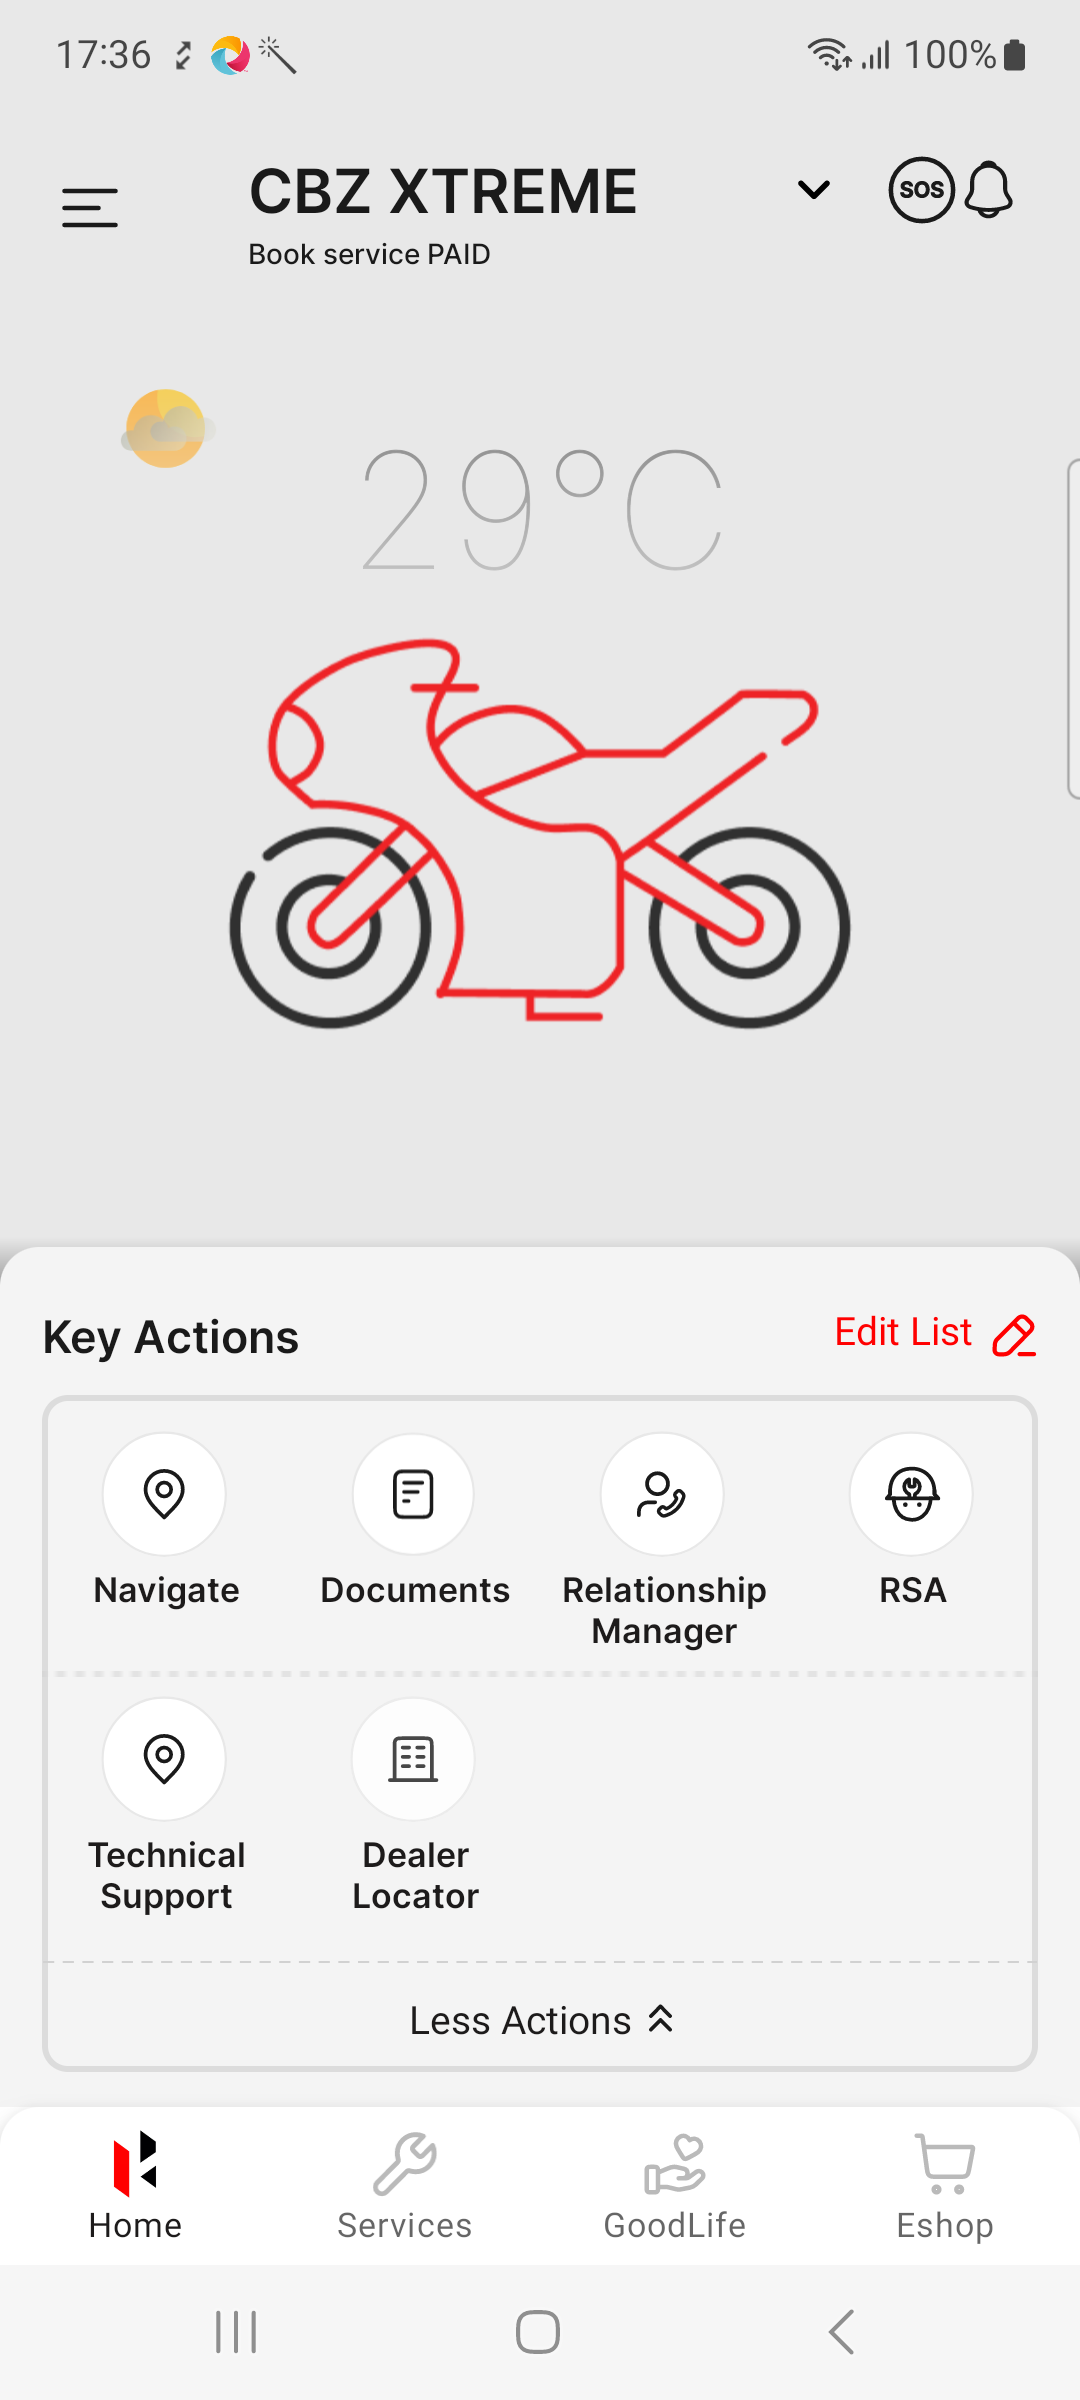 17:36
100%
CBZ XTREME
SOS
Book service PAID
29°C
Key Actions
Edit List
Navigate
Documents
Relationship
Manager
RSA
Technical
Support
Dealer
Locator
Less Actions
Home
Services
GoodLife
Eshop